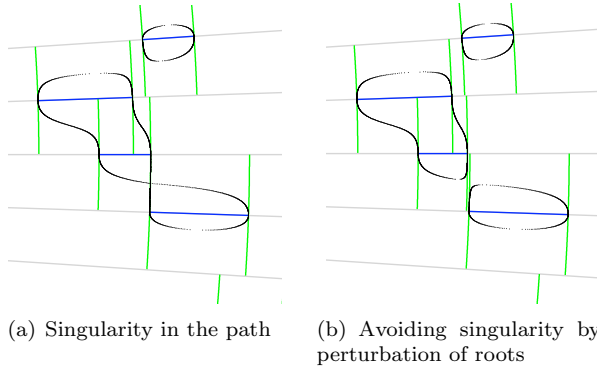 (a) Singularity in the path
(b) Avoiding singularity by
perturbation of roots